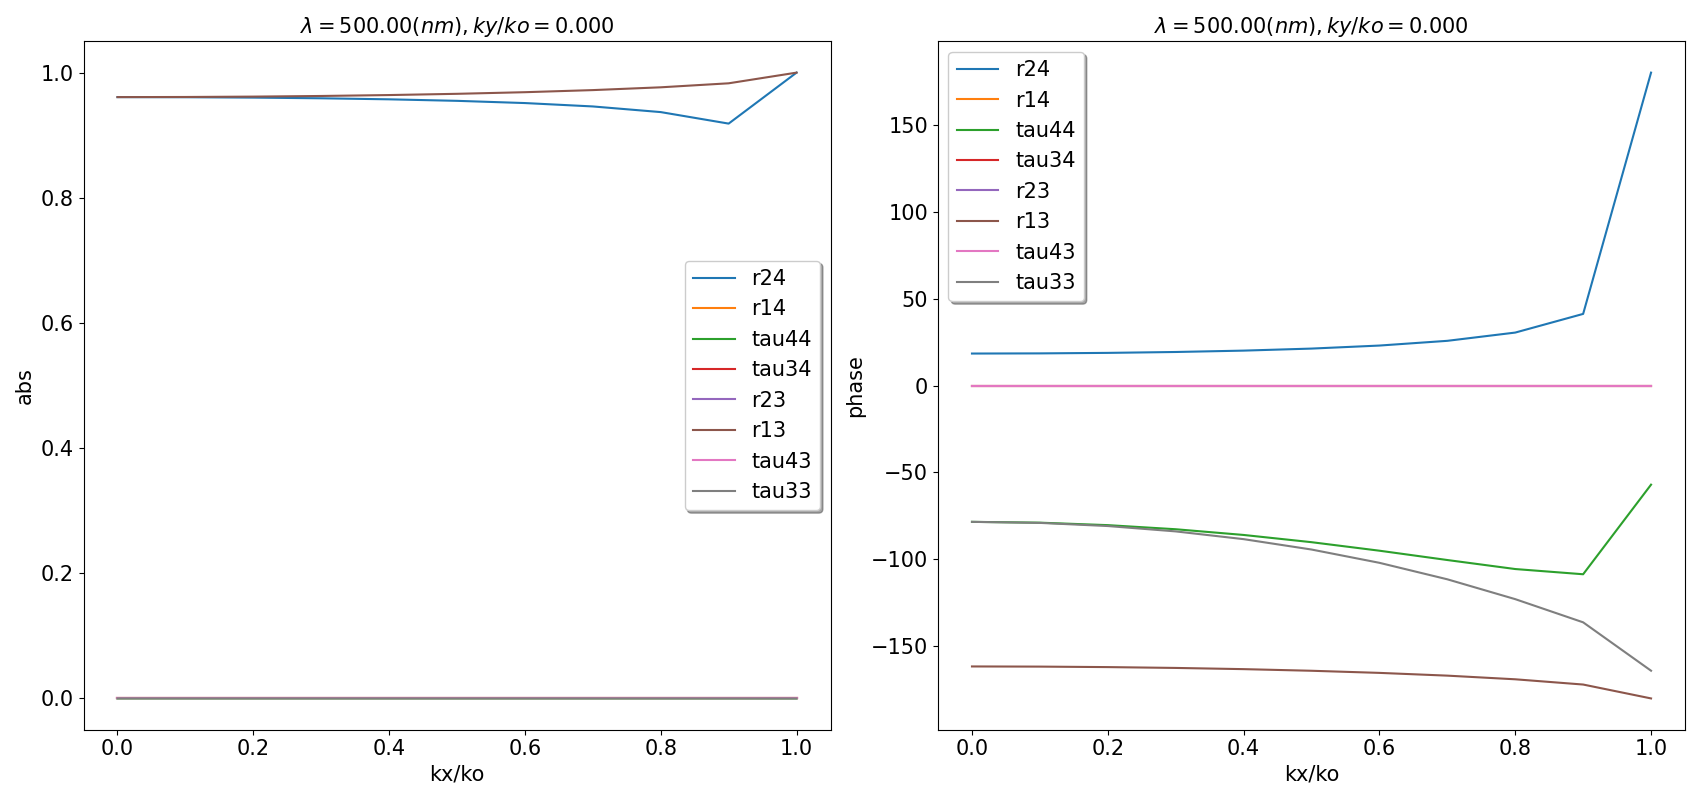 λ = 500.00(nm), ky/ko = 0.000
1.0
0.8
0.6
0.4
0.2
0.0
abs
r24
r14
tau44
tau34
r23
r13
tau43
tau33
0.0 0.2 0.4 0.6 0.8 1.0
kx/ko
λ = 500.00(nm), ky/ko = 0.000
150
100
50
0
−50
−100
−150
phase
r24
r14
tau44
tau34
r23
r13
tau43
tau33
0.0 0.2 0.4 0.6 0.8 1.0
kx/ko